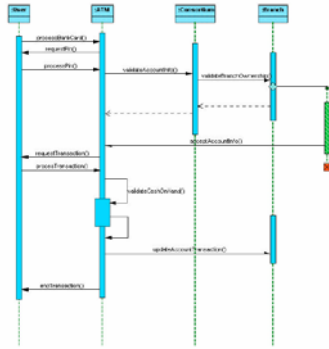 :User
:ATM
:Consortium
:Branch
processBankCard()
requestPin()
processPin()
validateAccountInfo()
validateBranchOwnership()
acceptAccountInfo()
requestTransaction()
processTransaction()
validateCashOnHand()
updateAccountTransaction()
endTransaction()